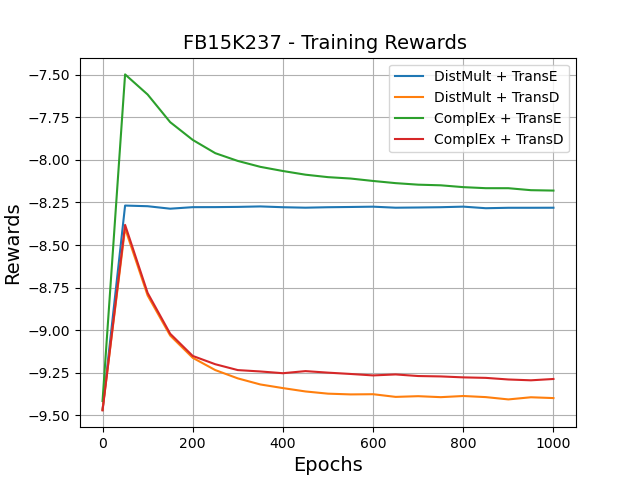 FB15K237 - Training Rewards
DistMult + TransE
DistMult + TransD
ComplEx + TransE
ComplEx + TransD
Rewards
−7.50
−7.75
−8.00
−8.25
−8.50
−8.75
−9.00
−9.25
−9.50
0 200 400 600 800 1000
Epochs